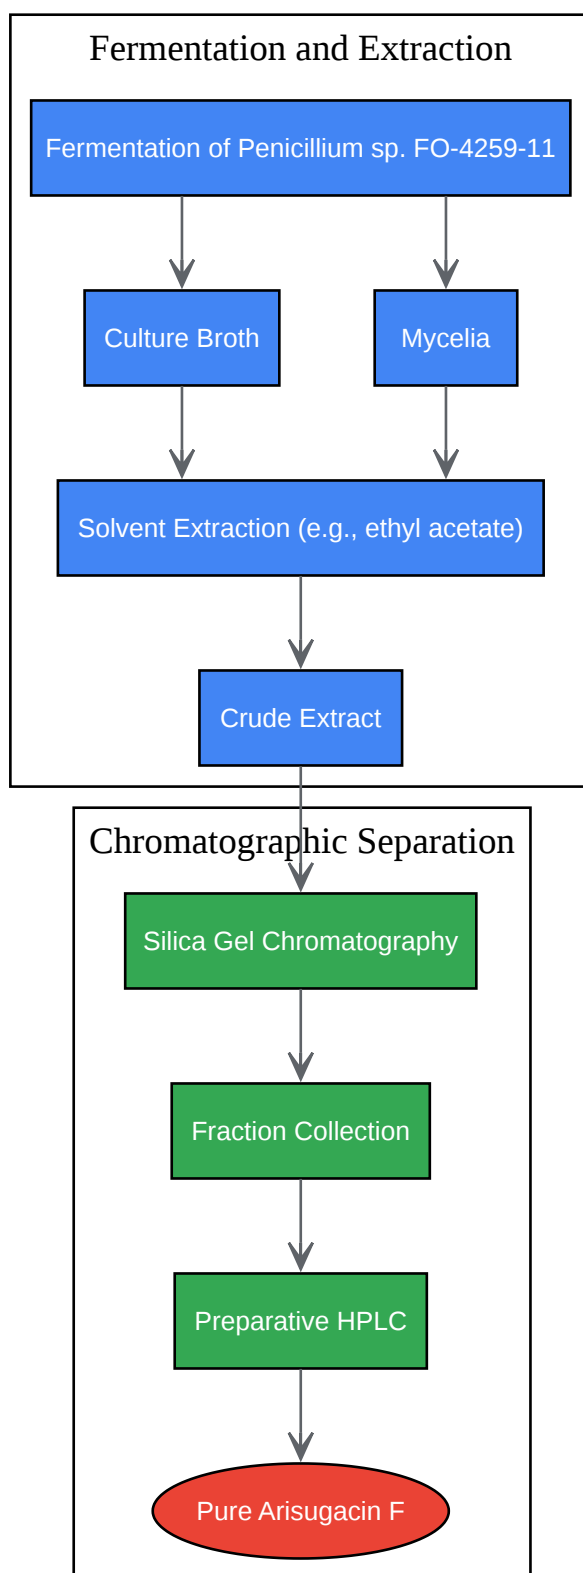 Fermentation and Extraction
Fermentation of Penicillium sp. FO-4259-11
Culture Broth
Mycelia
Solvent Extraction (e.g., ethyl acetate)
Crude Extract
Chromatographic Separation
Silica Gel Chromatography
Fraction Collection
Preparative HPLC
Pure Arisugacin F